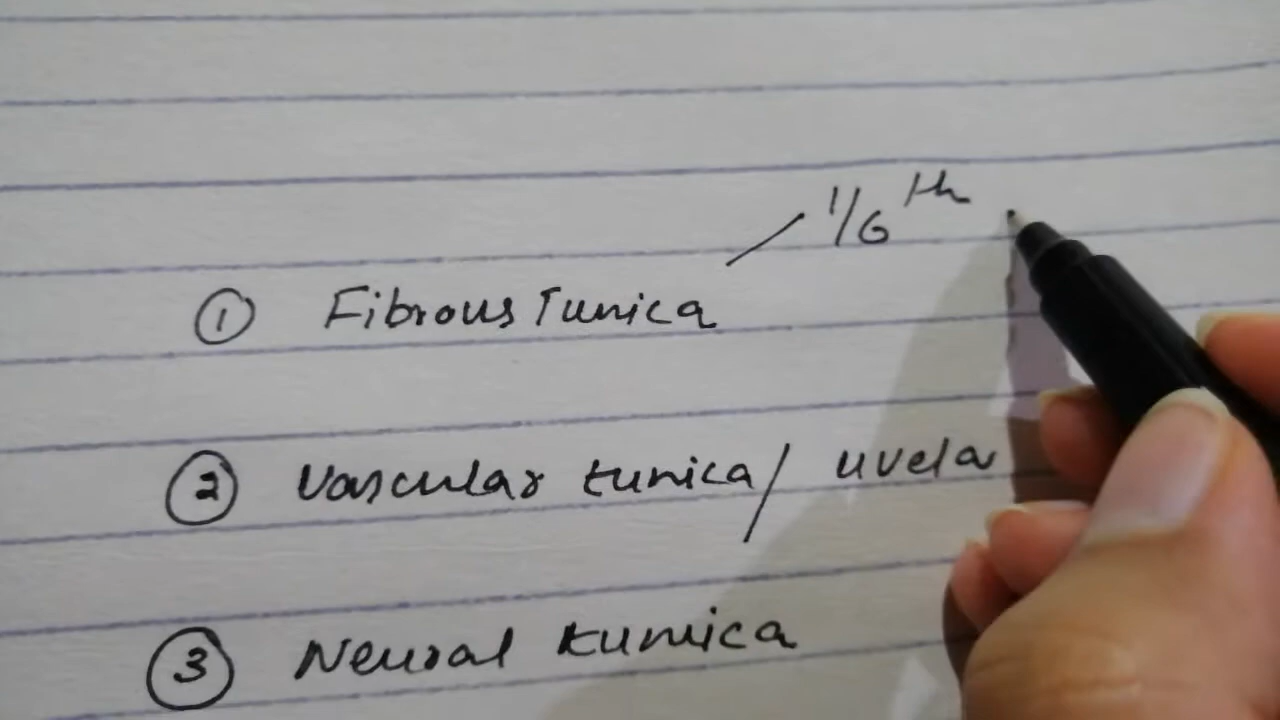 1/6th
① Fibrous Tunica
② Vascular tunica/ uvela
③ Neural tunica